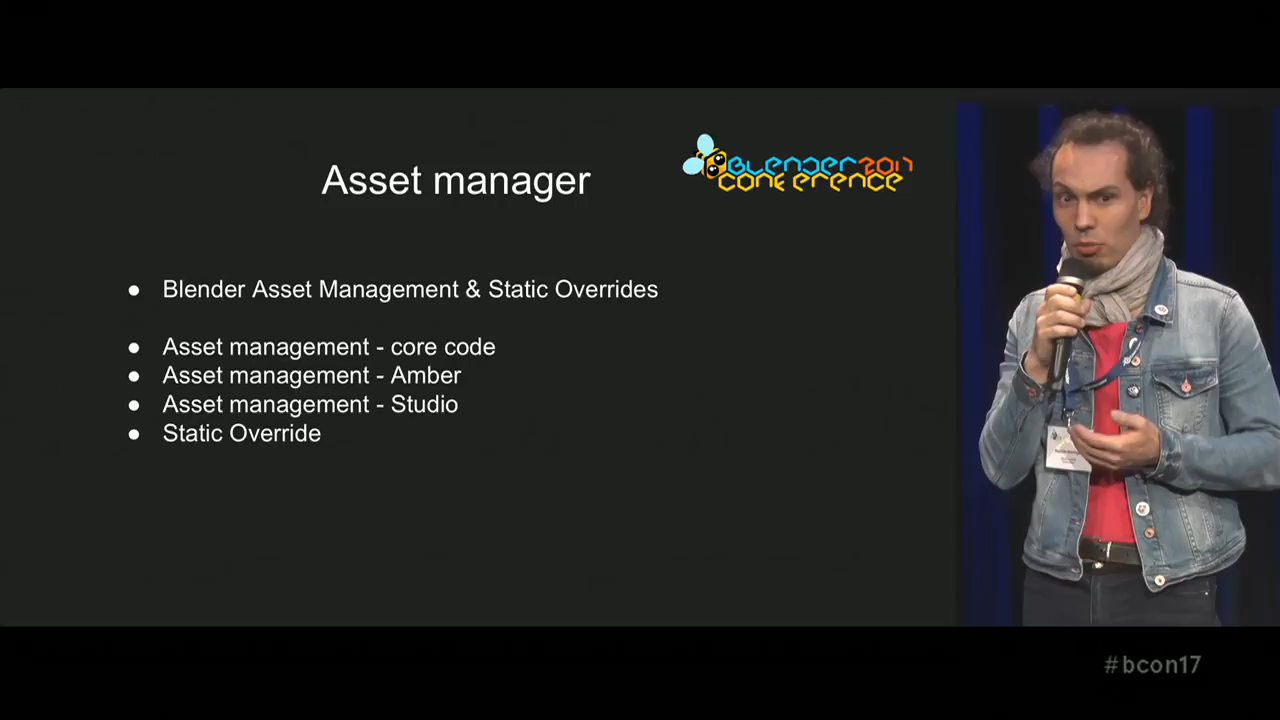 Asset manager
BLENDER 2017
CONFERENCE
● Blender Asset Management & Static Overrides
● Asset management - core code
● Asset management - Amber
● Asset management - Studio
● Static Override
#bcon17